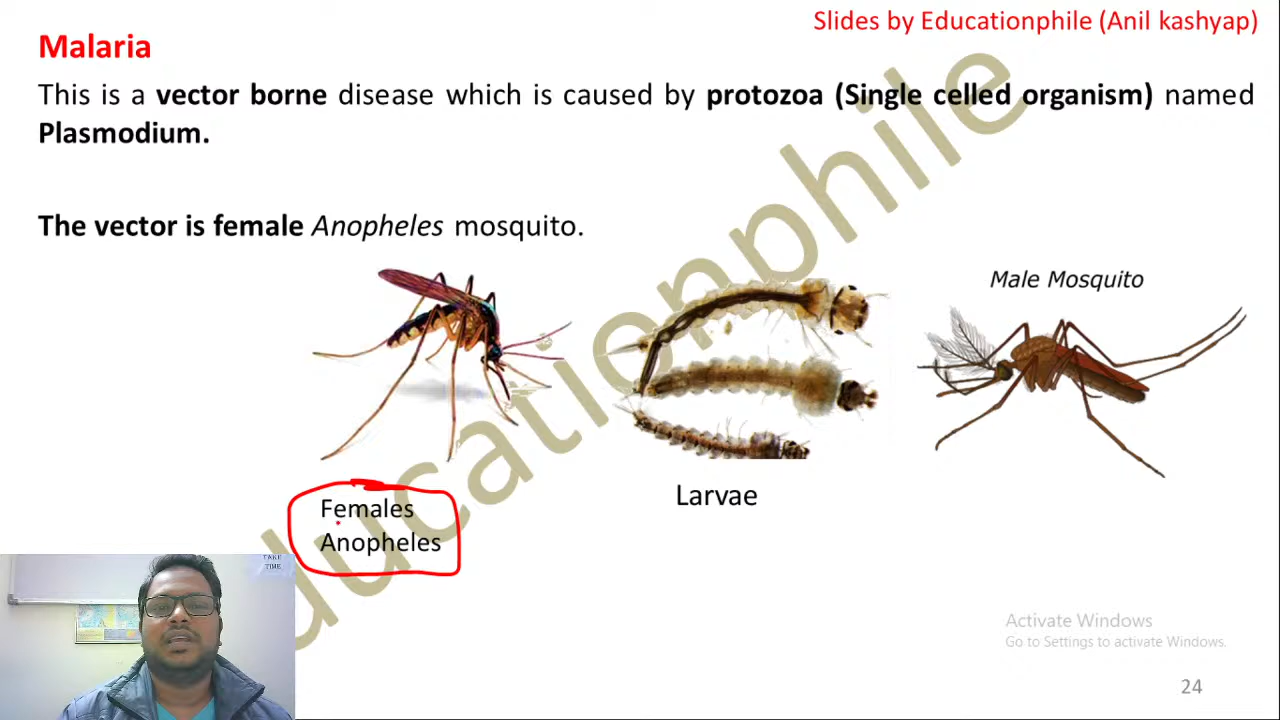 Slides by Educationphile (Anil kashyap)
Malaria
This is a vector borne disease which is caused by protozoa (Single celled organism) named
Plasmodium.
The vector is female Anopheles mosquito.
Male Mosquito
Females
Anopheles
Larvae
Educationphile
TAKE
TIME
Activate Windows
Go to Settings to activate Windows.
24